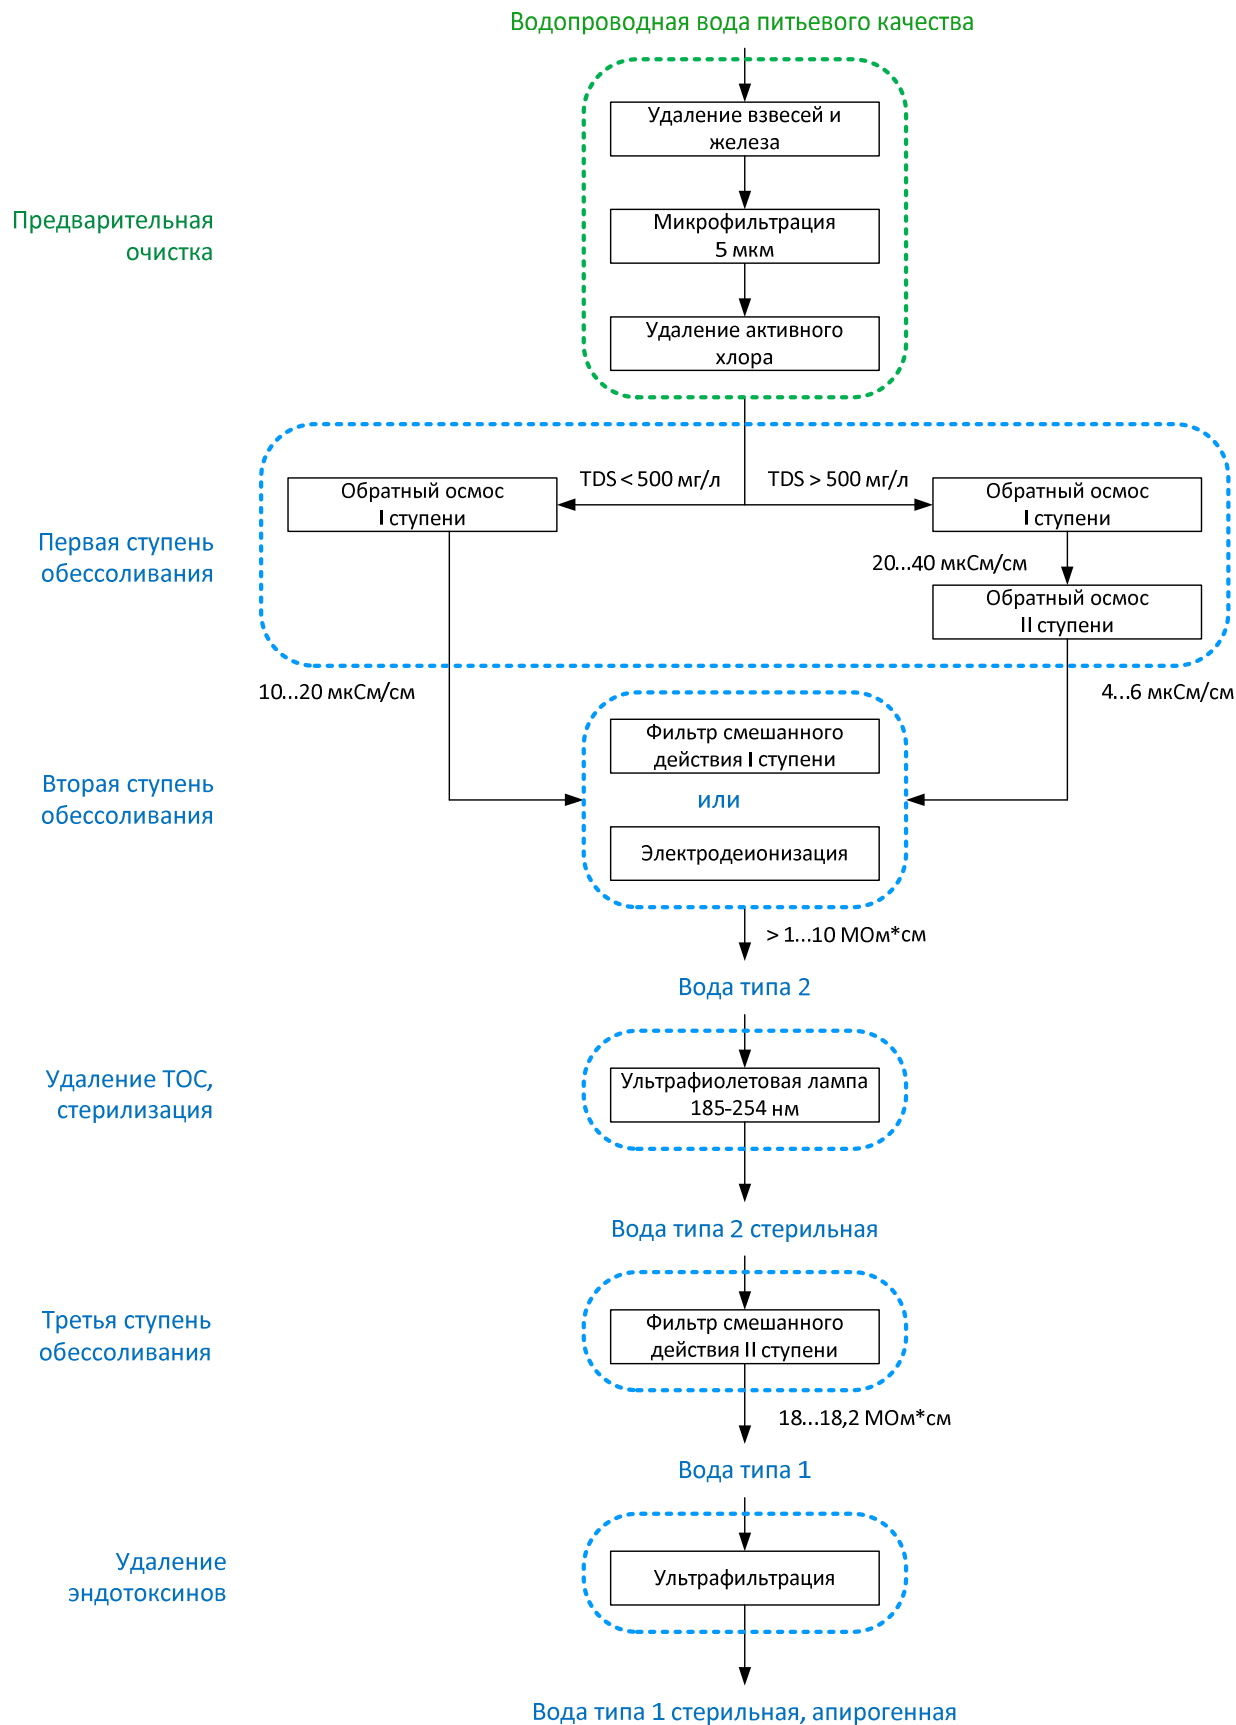 Водопроводная вода питьевого качества
Удаление взвесей и
железа
Предварительная
очистка
Микрофильтрация
5 мкм
Удаление активного
хлора
TDS < 500 мг/л
TDS > 500 мг/л
Обратный осмос
I ступени
Обратный осмос
I ступени
Первая ступень
обессоливания
20...40 мкСм/см
Обратный осмос
II ступени
10...20 мкСм/см
4...6 мкСм/см
Фильтр смешанного
действия I ступени
Вторая ступень
обессоливания
или
Электродеионизация
> 1...10 МОм*см
Вода типа 2
Удаление ТОС,
стерилизация
Ультрафиолетовая лампа
185-254 нм
Вода типа 2 стерильная
Третья ступень
обессоливания
Фильтр смешанного
действия II ступени
18...18,2 МОм*см
Вода типа 1
Удаление
эндотоксинов
Ультрафильтрация
Вода типа 1 стерильная, апирогенная